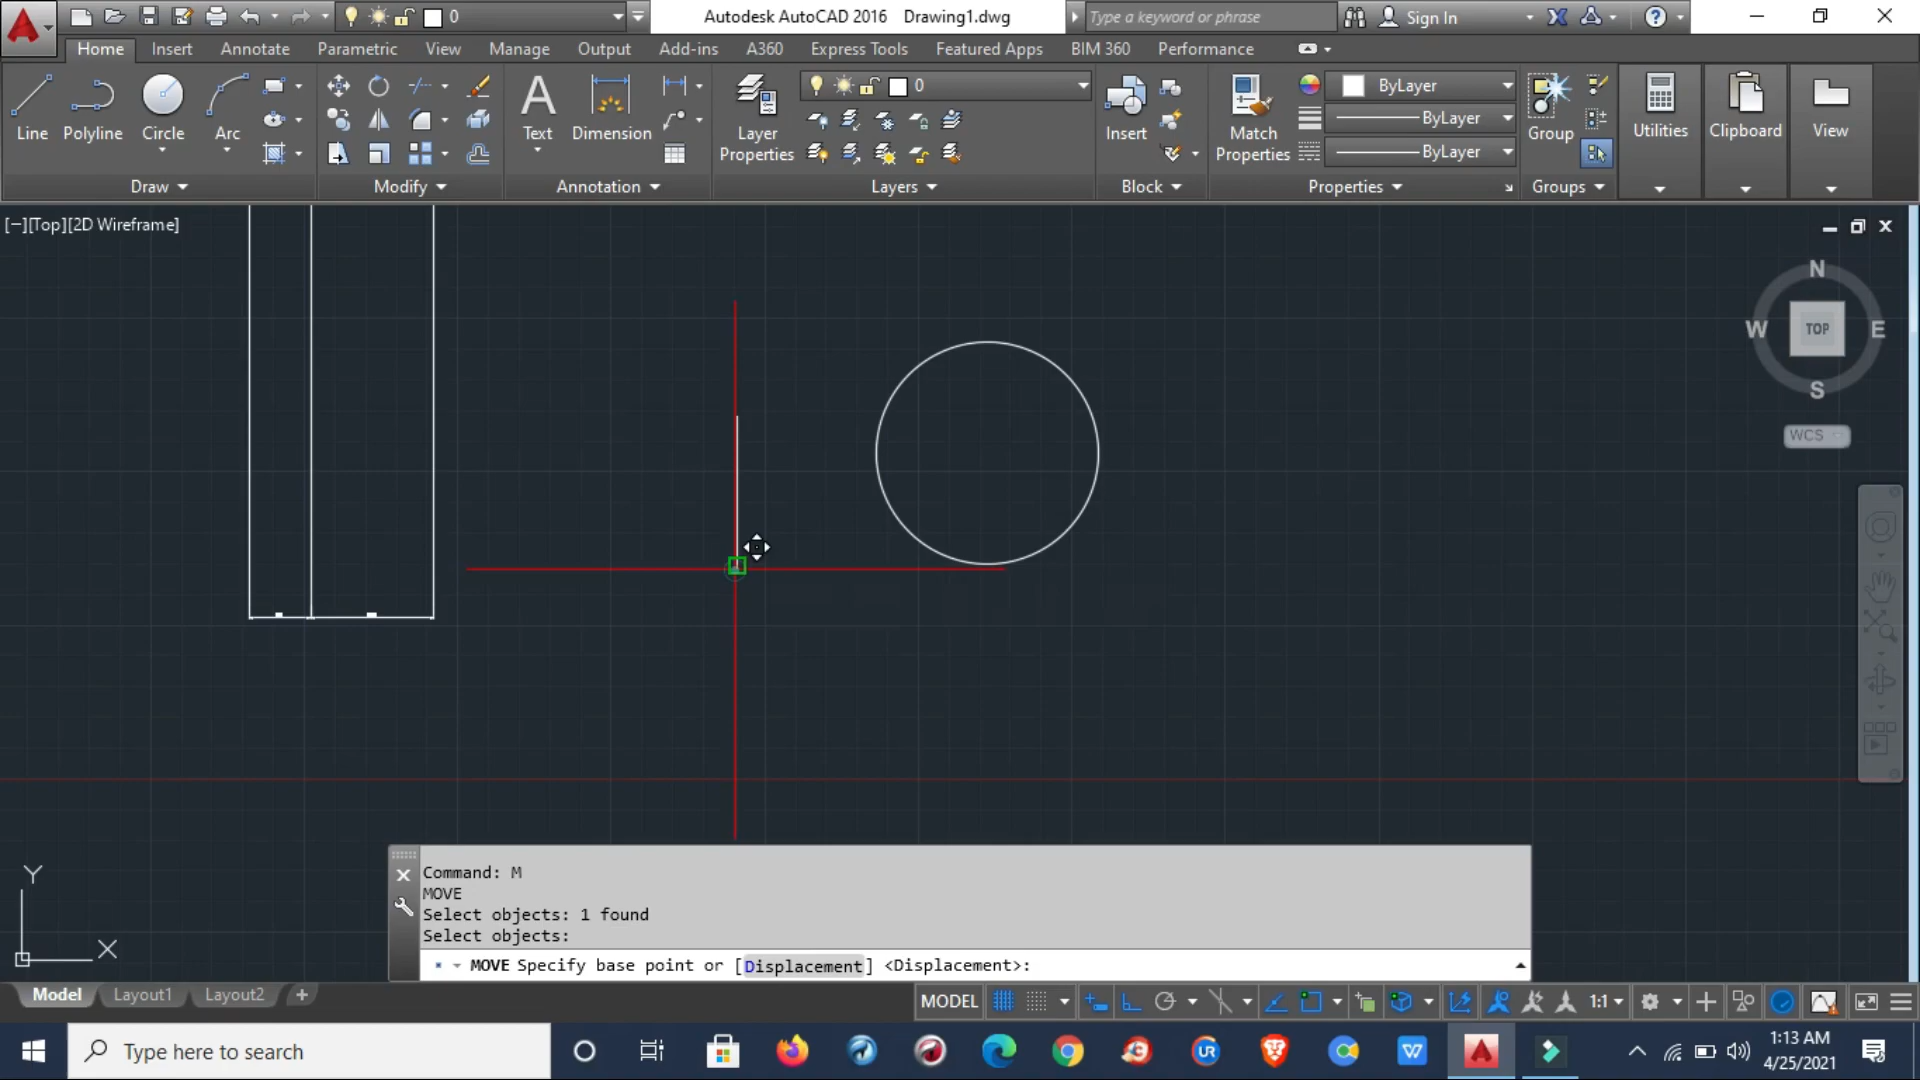 0
Autodesk AutoCAD 2016 Drawing1.dwg
Type a keyword or phrase
Sign In
Home Insert Annotate Parametric View Manage Output Add-ins A360 Express Tools Featured Apps BIM 360 Performance
Line Polyline Circle Arc
Text Dimension
Layer Properties
0
Insert
Match Properties
ByLayer
ByLayer
ByLayer
Group
Utilities
Clipboard
View
Draw Modify Annotation Layers Block Properties Groups
[−][Top][2D Wireframe]
N
W TOP E
S
WCS
Y
X
Command: M
MOVE
Select objects: 1 found
Select objects:
MOVE Specify base point or [Displacement] <Displacement>:
Model Layout1 Layout2 +
MODEL 1:1
Type here to search
1:13 AM
4/25/2021